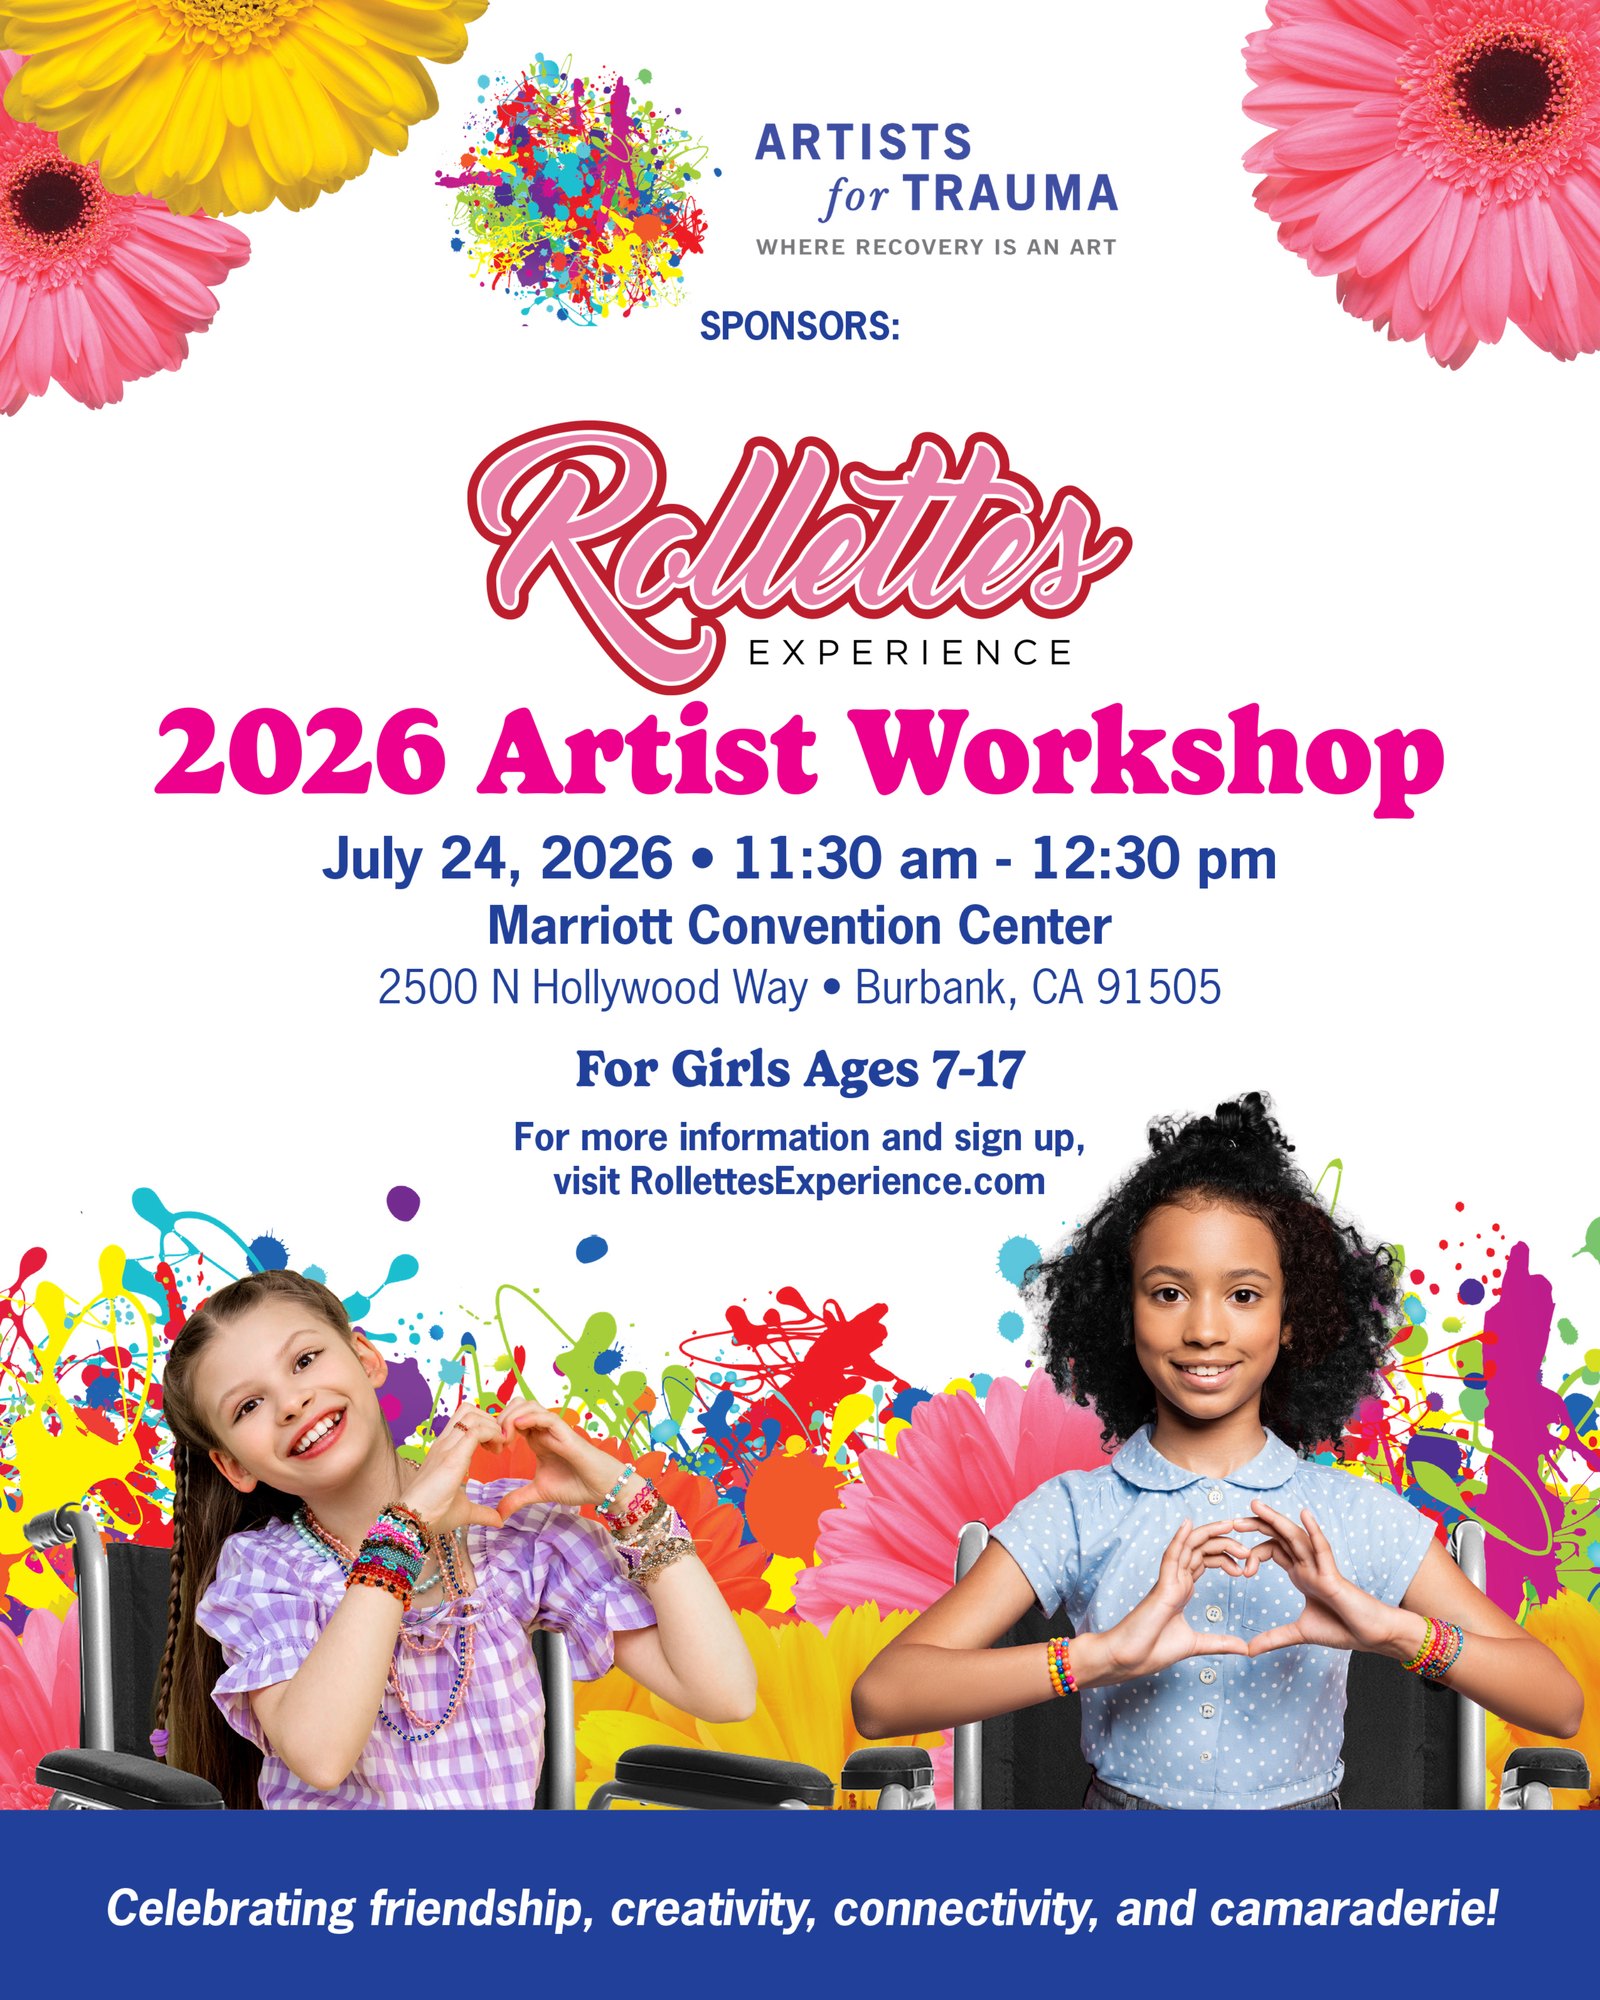 ARTISTS
for TRAUMA
WHERE RECOVERY IS AN ART
SPONSORS:
Rollettes
EXPERIENCE
2026 Artist Workshop
July 24, 2026 • 11:30 am - 12:30 pm
Marriott Convention Center
2500 N Hollywood Way • Burbank, CA 91505
For Girls Ages 7-17
For more information and sign up,
visit RollettesExperience.com
Celebrating friendship, creativity, connectivity, and camaraderie!